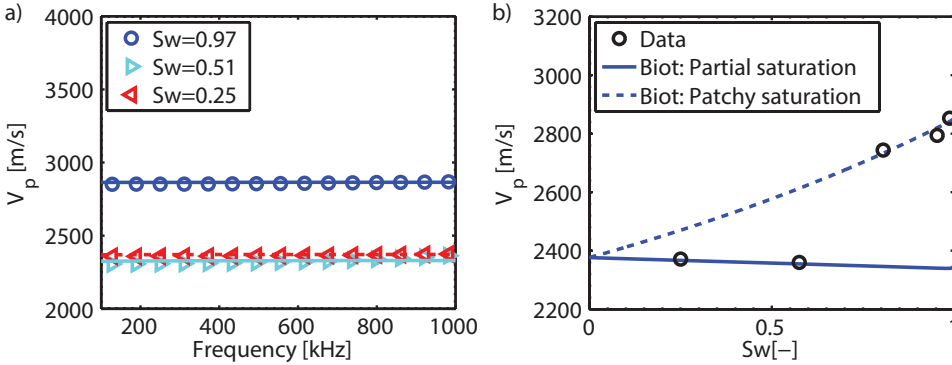 a)
4000
3500
3000
2500
2000
V_p [m/s]
Sw=0.97
Sw=0.51
Sw=0.25
200
400
600
800
1000
Frequency [kHz]
b)
3200
3000
2800
2600
2400
2200
V_p [m/s]
Data
Biot: Partial saturation
Biot: Patchy saturation
0
0.5
Sw[−]